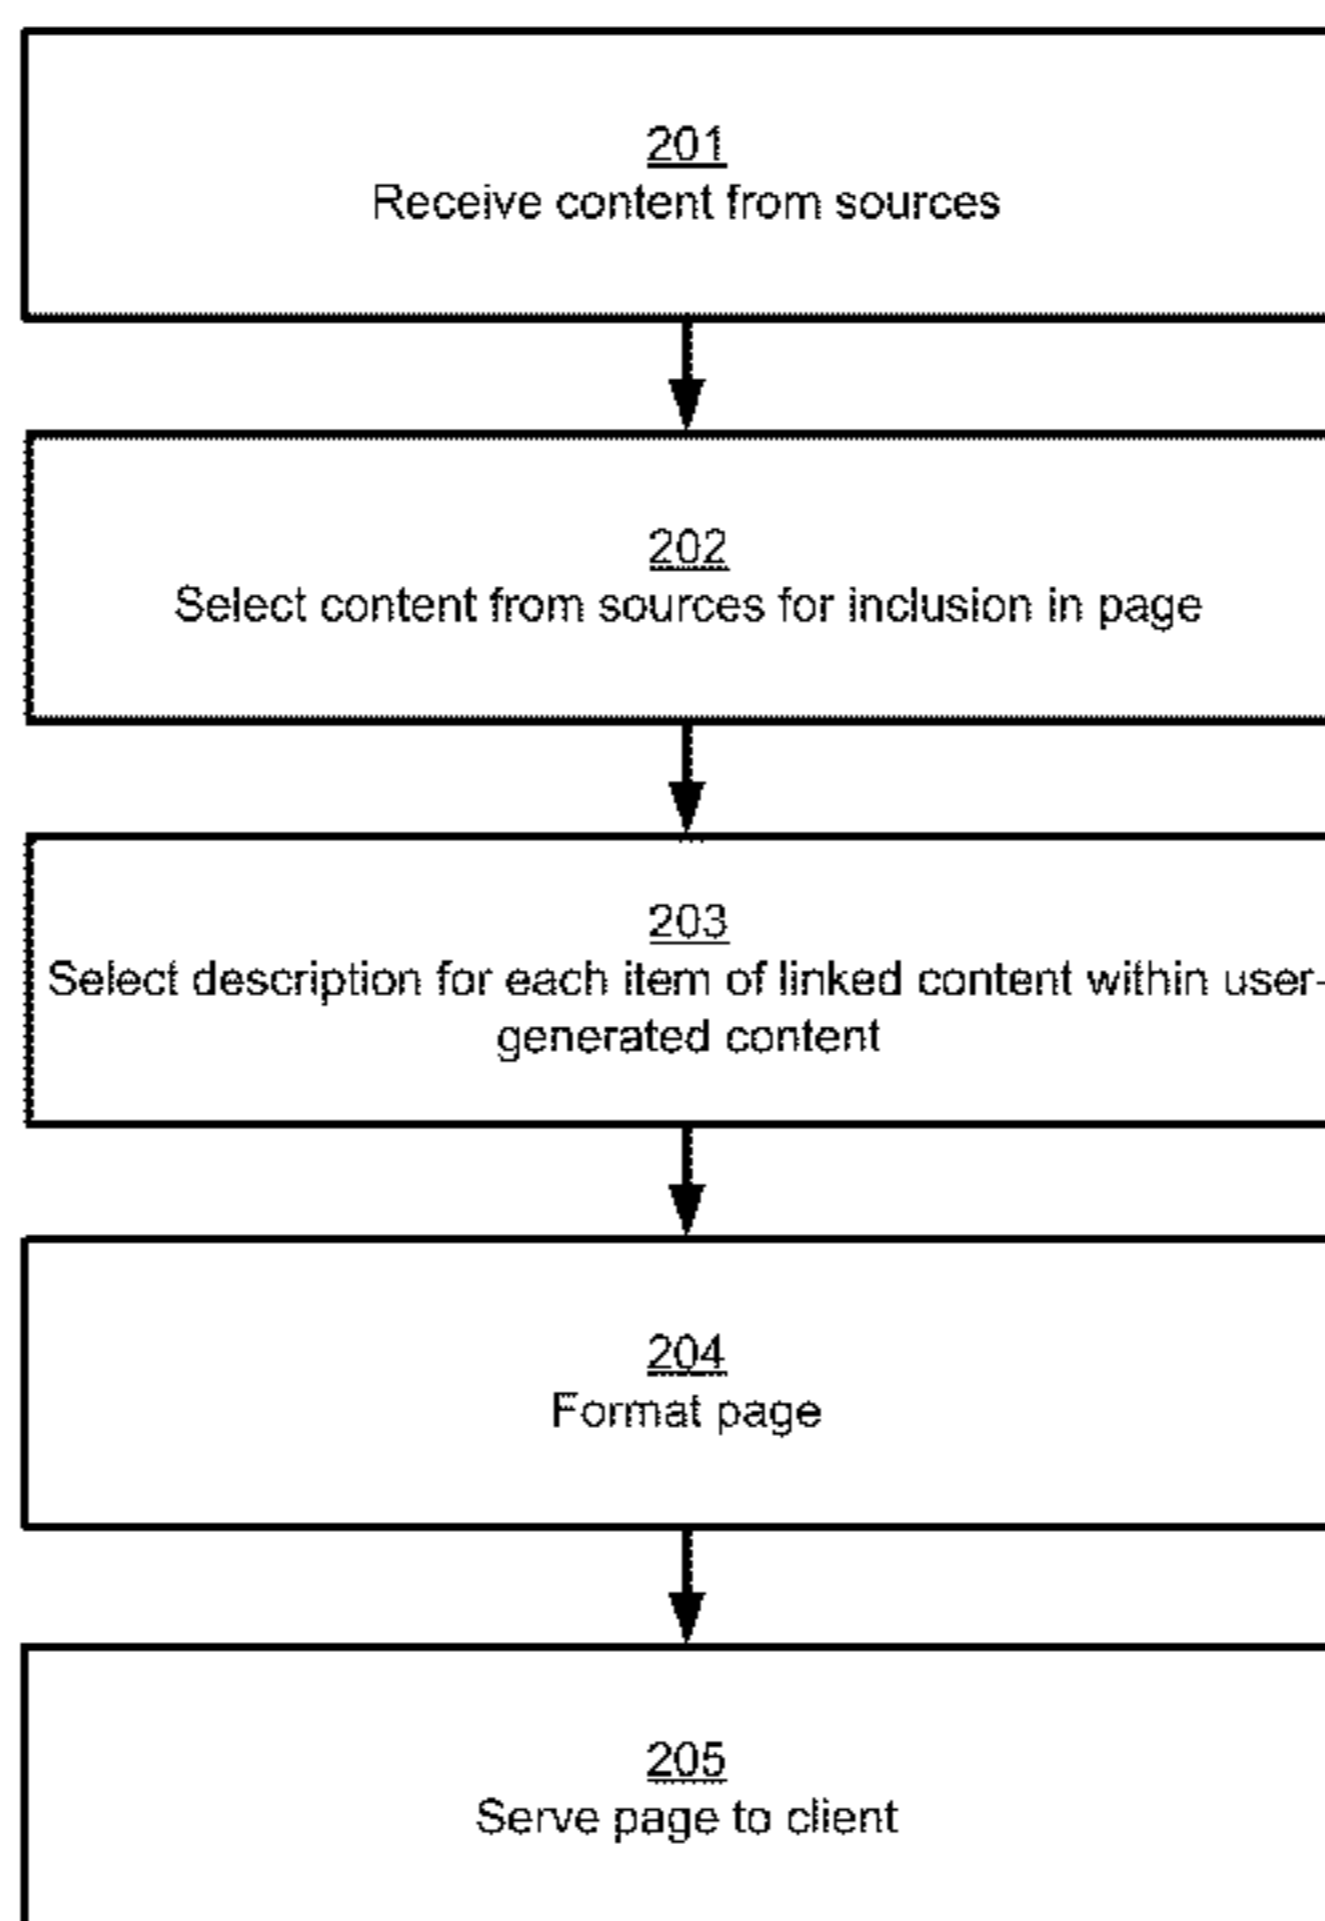 201
Receive content from sources
202
Select content from sources for inclusion in page
203
Select description for each item of linked content within user-
generated content
204
Format page
205
Serve page to client